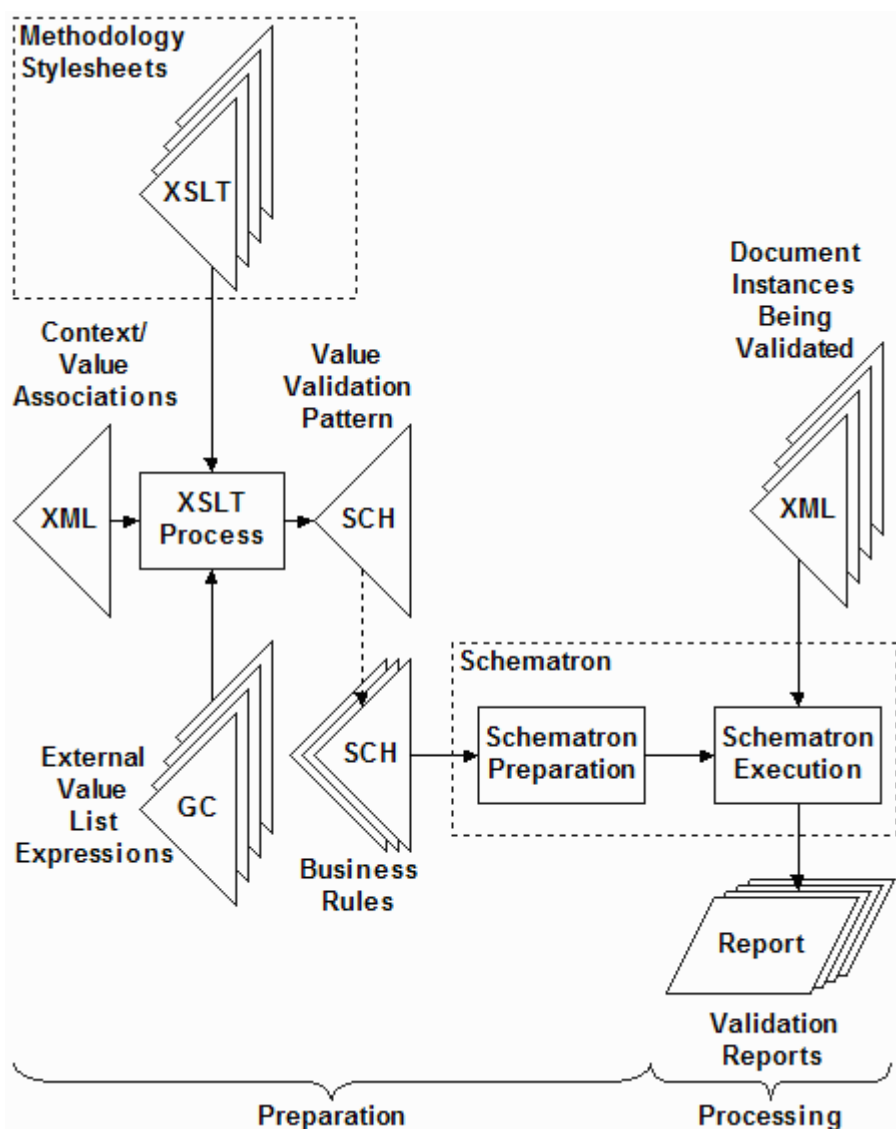 Methodology
Stylesheets
XSLT
Context/
Value
Associations
Value
Validation
Pattern
Document
Instances
Being
Validated
XML
XSLT
Process
SCH
XML
External
Value
List
Expressions
GC
SCH
Business
Rules
Schematron
Schematron
Preparation
Schematron
Execution
Report
Validation
Reports
Preparation
Processing